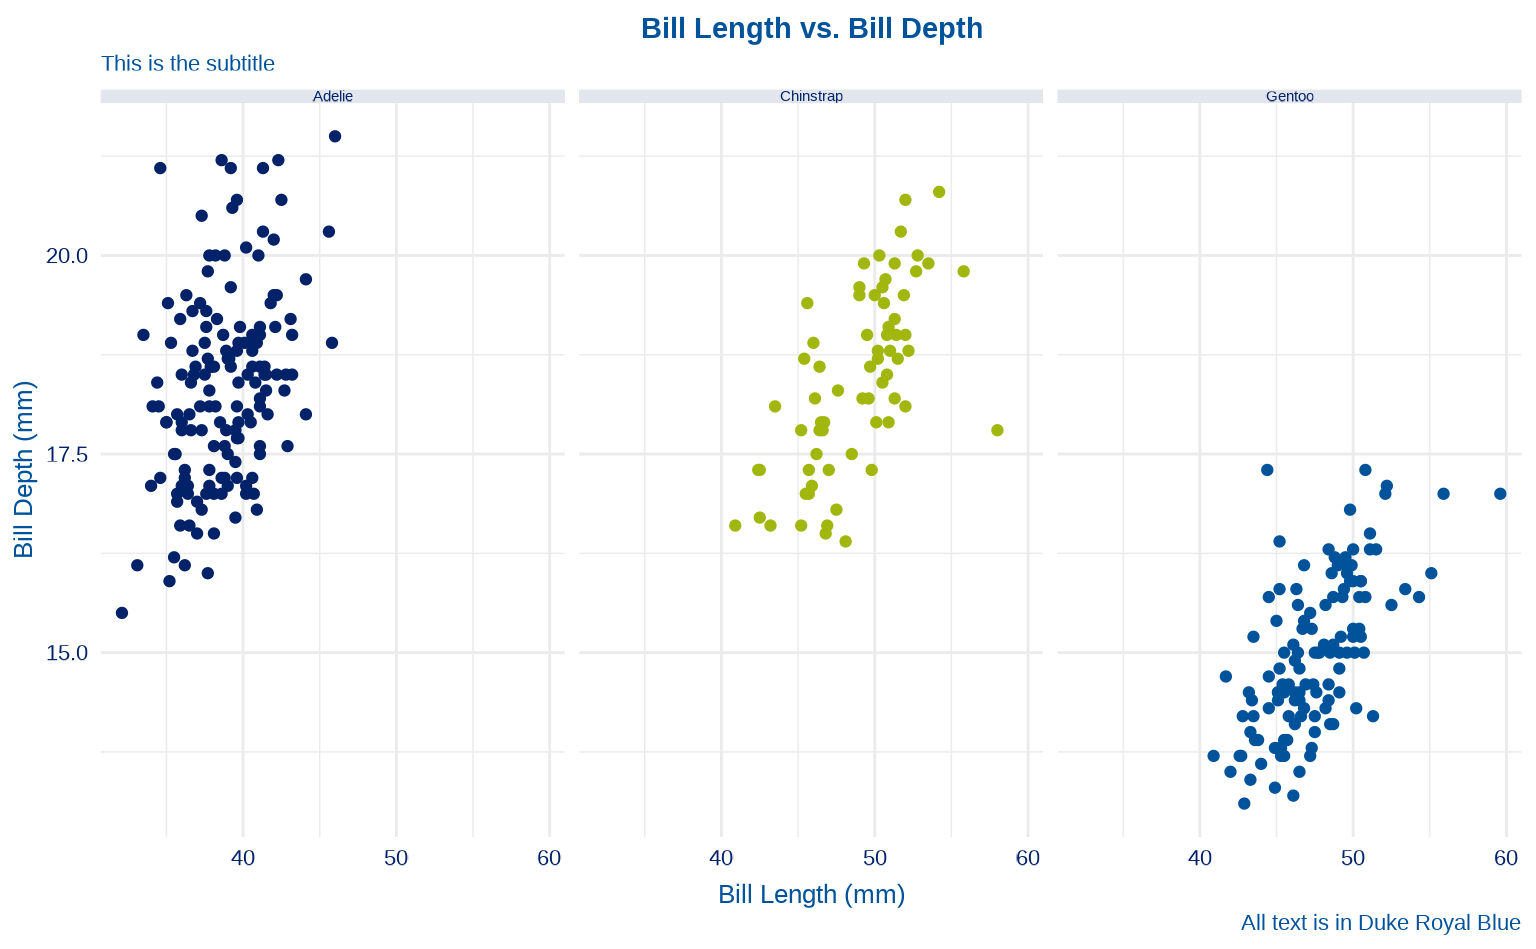 Bill Length vs. Bill Depth
This is the subtitle
Adelie Chinstrap Gentoo
20.0
17.5
15.0
Bill Depth (mm)
40 50 60 40 50 60 40 50 60
Bill Length (mm)
All text is in Duke Royal Blue